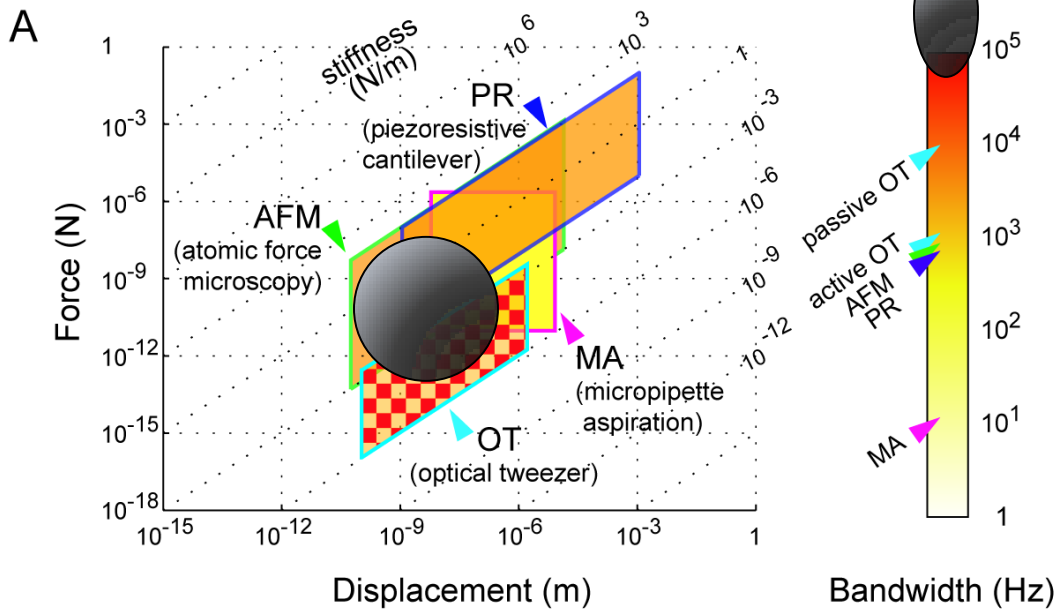 A
stiffness
(N/m)
10^6
10^3
1
10^-3
10^-6
10^-9
10^-12
PR
(piezoresistive
cantilever)
AFM
(atomic force
microscopy)
MA
(micropipette
aspiration)
OT
(optical tweezer)
Force (N)
1
10^-3
10^-6
10^-9
10^-12
10^-15
10^-18
10^-15
10^-12
10^-9
10^-6
10^-3
1
Displacement (m)
10^5
10^4
10^3
10^2
10^1
1
passive OT
active OT
AFM
PR
MA
Bandwidth (Hz)